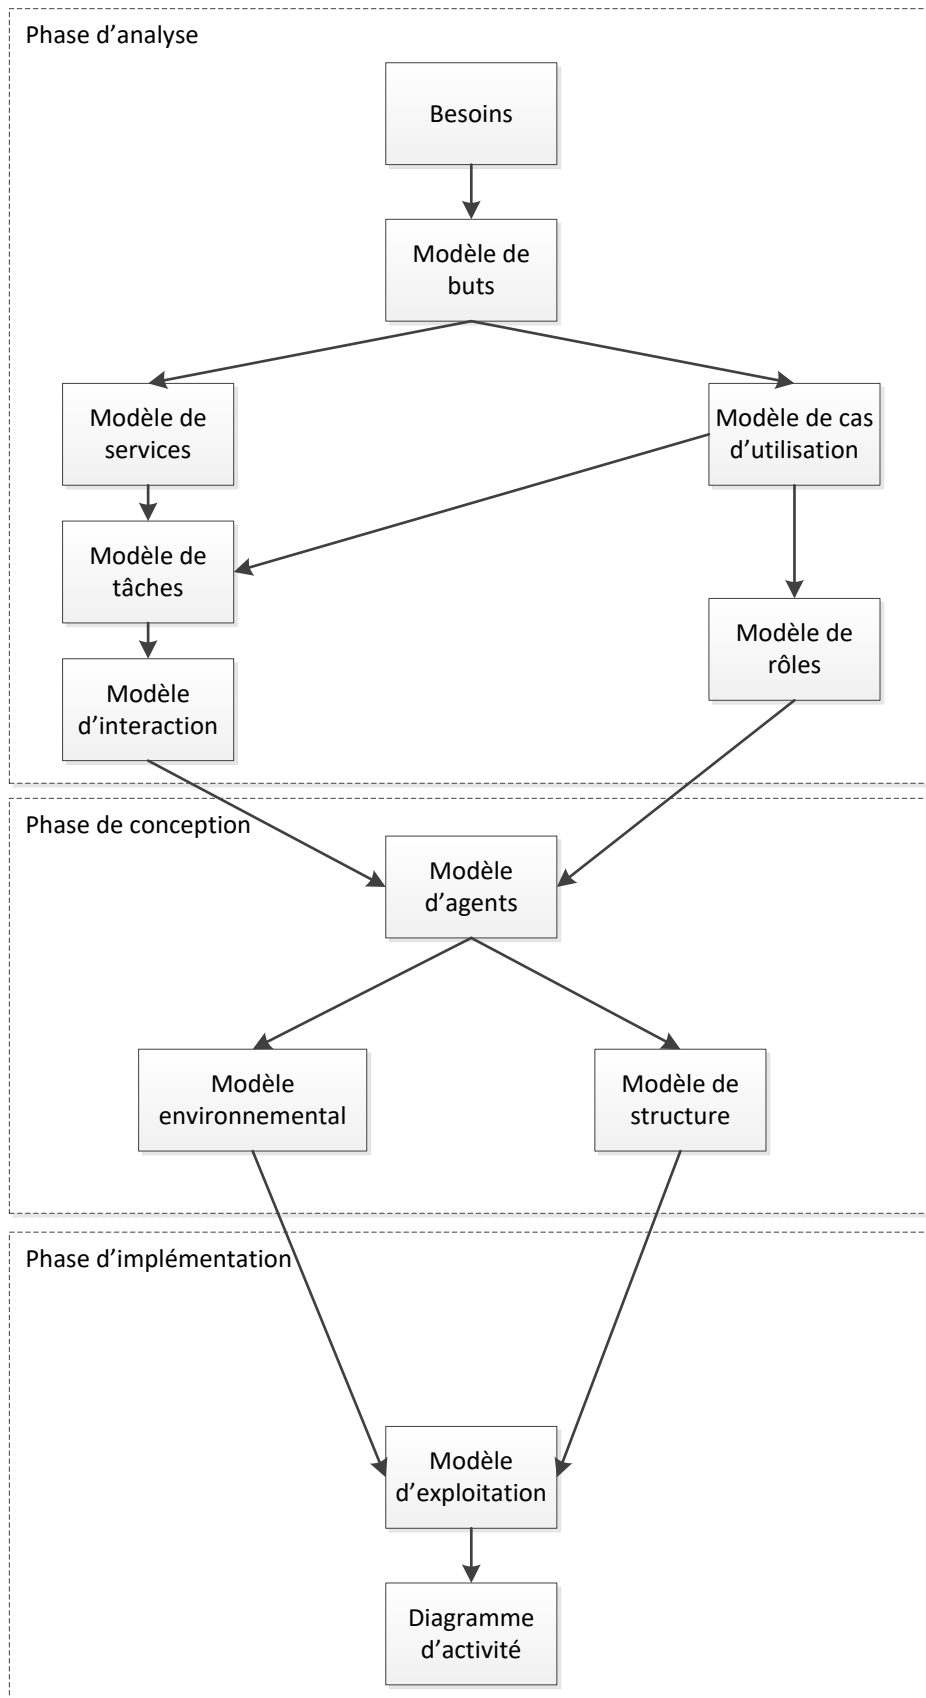 Phase d’analyse
Besoins
Modèle de
buts
Modèle de
services
Modèle de cas
d’utilisation
Modèle de
tâches
Modèle de
rôles
Modèle
d’interaction
Phase de conception
Modèle
d’agents
Modèle
environnemental
Modèle de
structure
Phase d’implémentation
Modèle
d’exploitation
Diagramme
d’activité